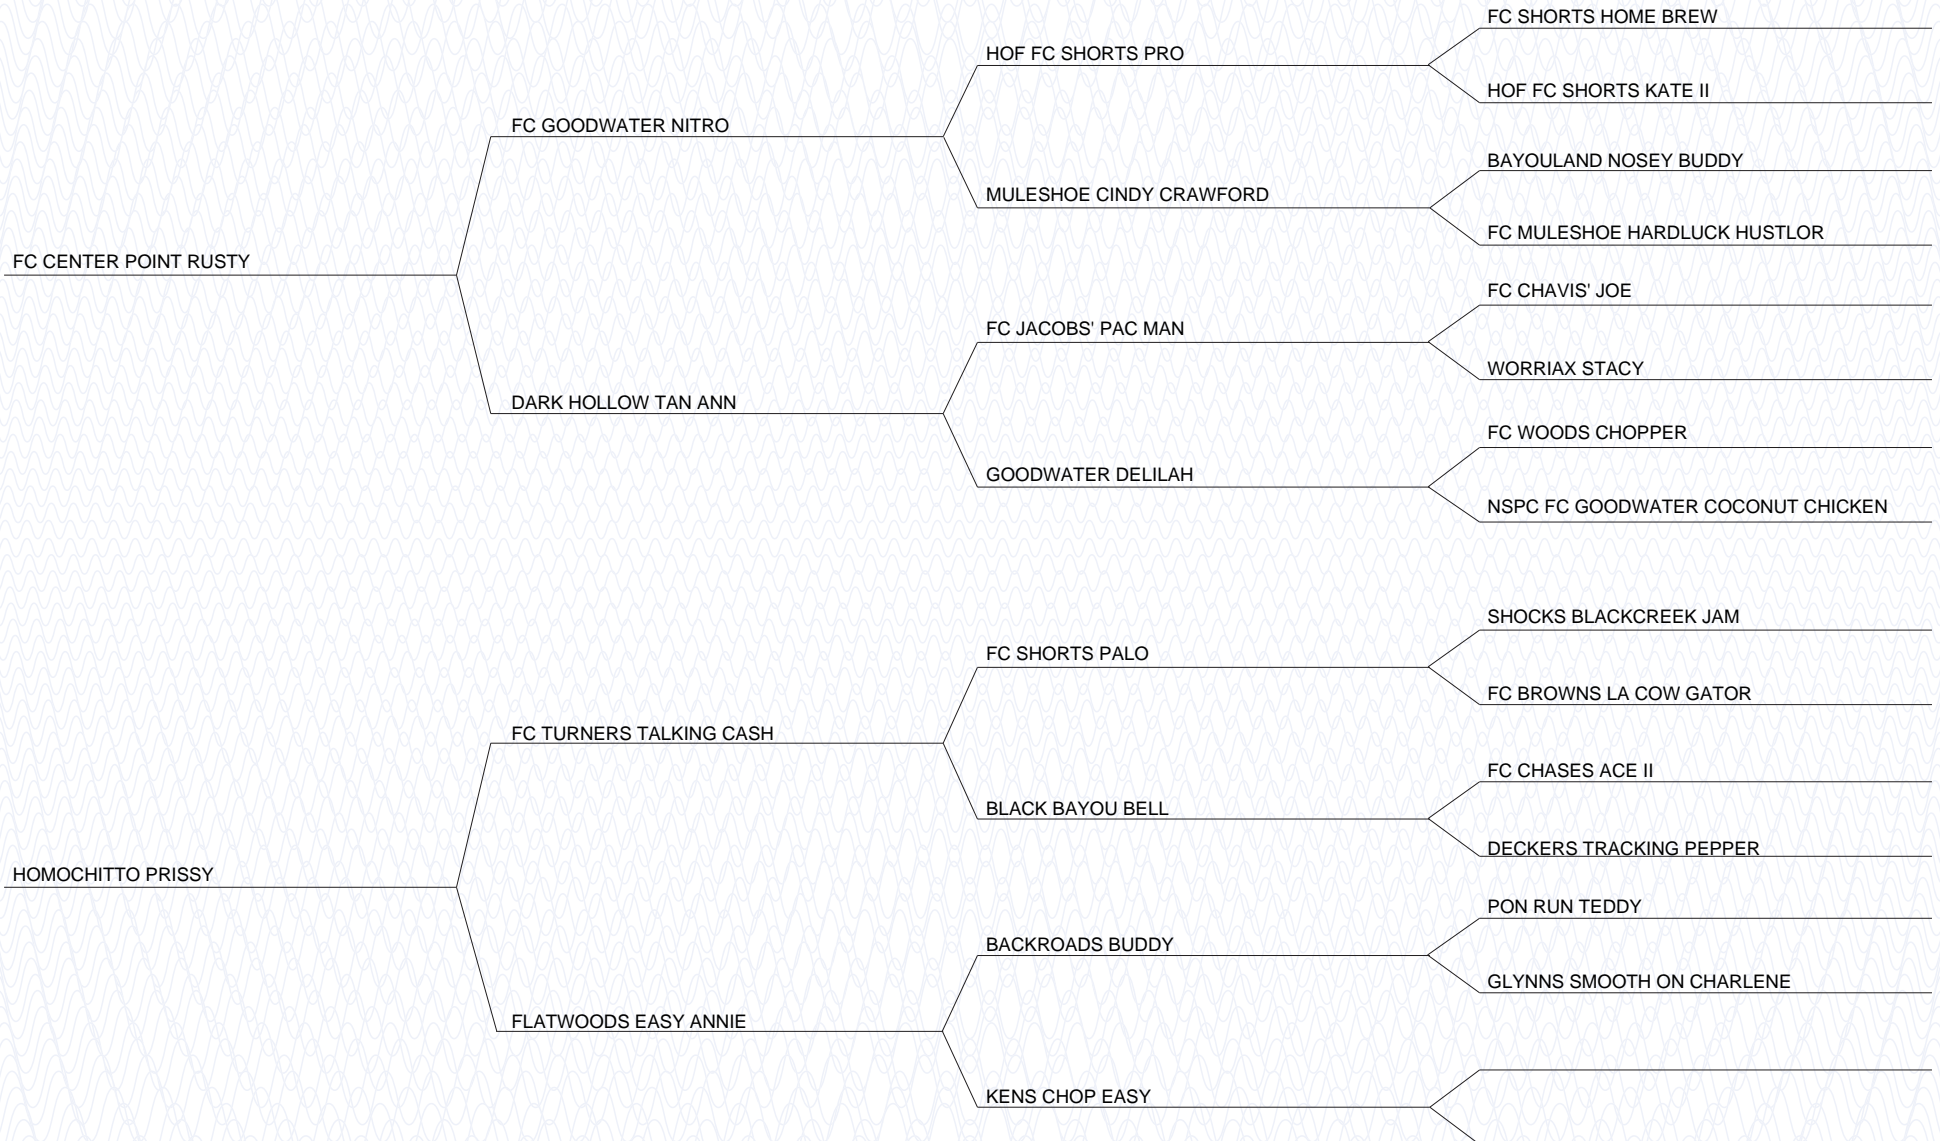 FC SHORTS HOME BREW
HOF FC SHORTS PRO
HOF FC SHORTS KATE II
FC GOODWATER NITRO
BAYOULAND NOSEY BUDDY
MULESHOE CINDY CRAWFORD
FC MULESHOE HARDLUCK HUSTLOR
FC CENTER POINT RUSTY
FC CHAVIS' JOE
FC JACOBS' PAC MAN
WORRIAX STACY
DARK HOLLOW TAN ANN
FC WOODS CHOPPER
GOODWATER DELILAH
NSPC FC GOODWATER COCONUT CHICKEN
SHOCKS BLACKCREEK JAM
FC SHORTS PALO
FC BROWNS LA COW GATOR
FC TURNERS TALKING CASH
FC CHASES ACE II
BLACK BAYOU BELL
DECKERS TRACKING PEPPER
HOMOCHITTO PRISSY
PON RUN TEDDY
BACKROADS BUDDY
GLYNNS SMOOTH ON CHARLENE
FLATWOODS EASY ANNIE
KENS CHOP EASY